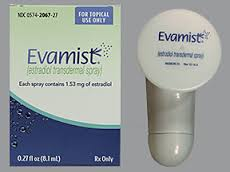 NDC 0574-2067-27
FOR TOPICAL
USE ONLY
Evamist
(estradiol transdermal spray)
Each spray contains 1.53 mg of estradiol
0.27 fl oz (8.1 mL)
Rx Only
Evamist
(estradiol transdermal spray)